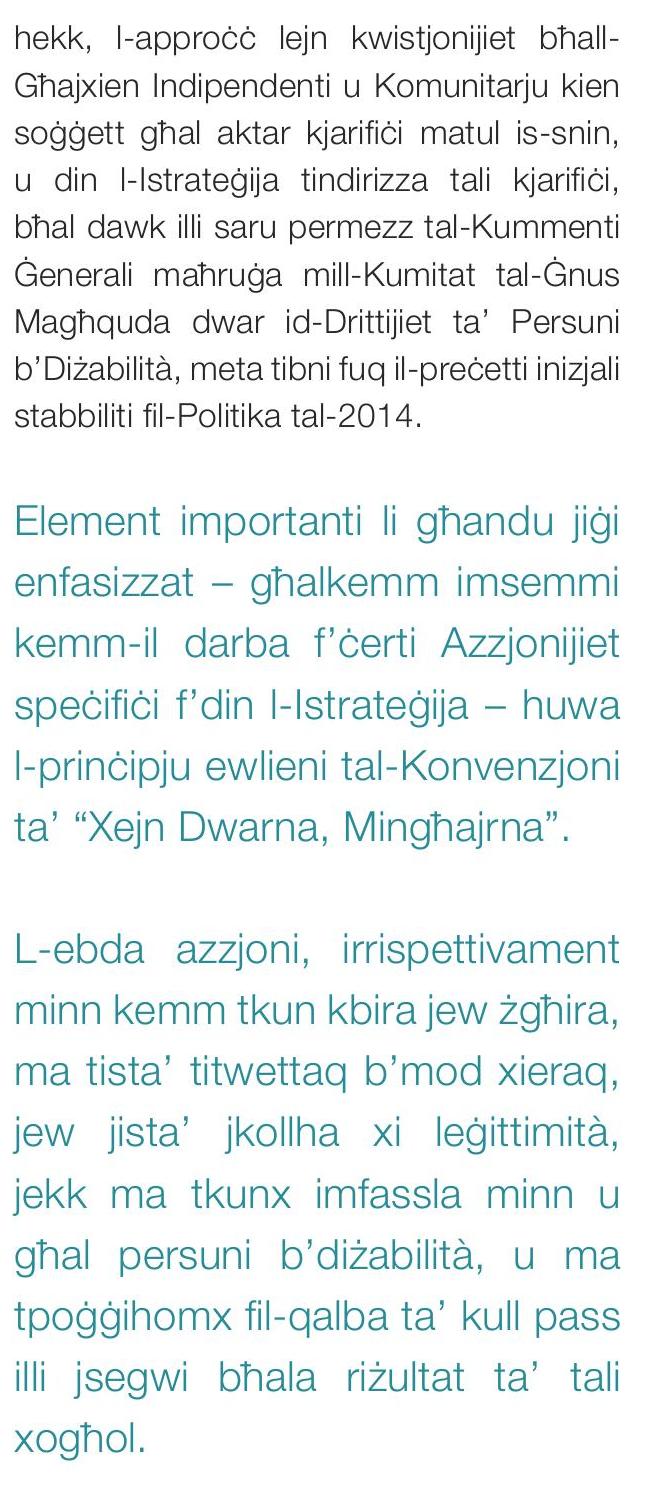 hekk, l-approċċ lejn kwistjonijiet bħall-
Għajxien Indipendenti u Komunitarju kien
soġġett għal aktar kjarifiċi matul is-snin,
u din l-Istrateġija tindirizza tali kjarifiċi,
bħal dawk illi saru permezz tal-Kummenti
Ġenerali maħruġa mill-Kumitat tal-Ġnus
Magħquda dwar id-Drittijiet ta’ Persuni
b’Diżabilità, meta tibni fuq il-preċetti inizjali
stabbiliti fil-Politika tal-2014.
Element importanti li għandu jiġi
enfasizzat – għalkemm imsemmi
kemm-il darba f’ċerti Azzjonijiet
speċifiċi f’din l-Istrateġija – huwa
l-prinċipju ewlieni tal-Konvenzjoni
ta’ “Xejn Dwarna, Mingħajrna”.
L-ebda azzjoni, irrispettivament
minn kemm tkun kbira jew żgħira,
ma tista’ titwettaq b’mod xieraq,
jew jista’ jkollha xi leġittimità,
jekk ma tkunx imfassla minn u
għal persuni b’diżabilità, u ma
tpoġġihomx fil-qalba ta’ kull pass
illi jsegwi bħala riżultat ta’ tali
xogħol.